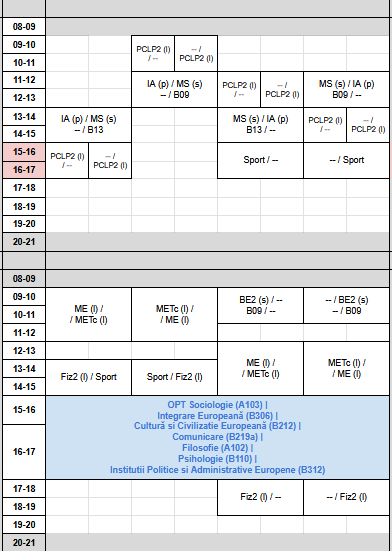 08-09
09-10
PCLP2 (l) / --
-- / PCLP2 (l)
10-11
11-12
IA (p) / MS (s)
-- / B09
PCLP2 (l) / --
-- / PCLP2 (l)
MS (s) / IA (p)
B09 / --
12-13
13-14
IA (p) / MS (s)
-- / B13
MS (s) / IA (p)
B13 / --
PCLP2 (l) / --
-- / PCLP2 (l)
14-15
15-16
PCLP2 (l) / --
-- / PCLP2 (l)
Sport / --
-- / Sport
16-17
17-18
18-19
19-20
20-21
08-09
09-10
ME (l) /
/ METc (l)
METc (l) /
/ ME (l)
BE2 (s) / --
B09 / --
-- / BE2 (s)
-- / B09
10-11
11-12
12-13
ME (l) /
/ METc (l)
METc (l) /
/ ME (l)
13-14
Fiz2 (l) / Sport
Sport / Fiz2 (l)
14-15
15-16
OPT Sociologie (A103) |
Integrare Europeană (B306) |
Cultură si Civilizatie Europeană (B212) |
Comunicare (B219a) |
Filosofie (A102) |
Psihologie (B110) |
Institutii Politice si Administrative Europene (B312)
16-17
17-18
Fiz2 (l) / --
-- / Fiz2 (l)
18-19
19-20
20-21